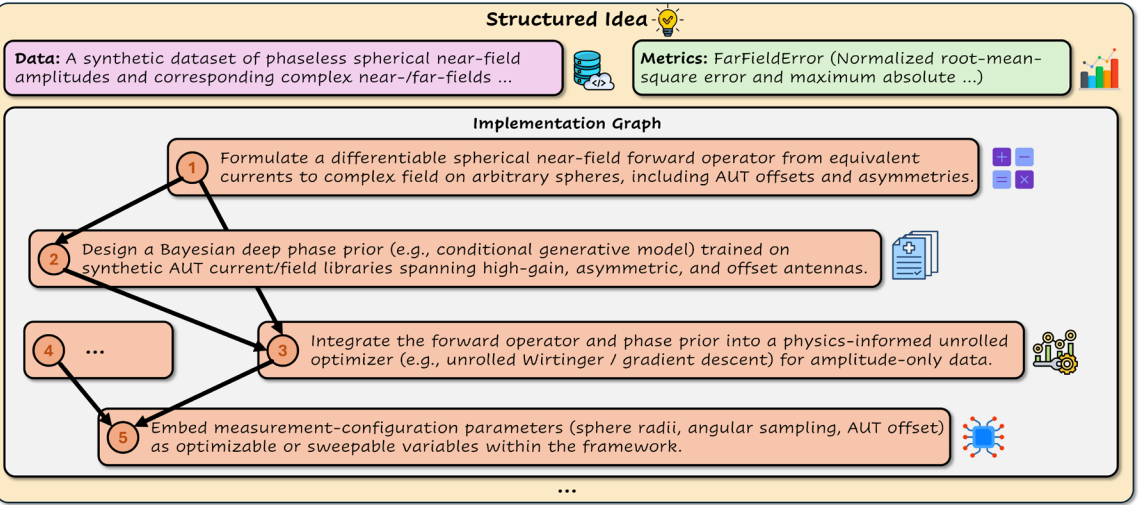 Structured Idea
Data: A synthetic dataset of phaseless spherical near-field
amplitudes and corresponding complex near-/far-fields ...
Metrics: FarFieldError (Normalized root-mean-
square error and maximum absolute ...)
Implementation Graph
1 Formulate a differentiable spherical near-field forward operator from equivalent
currents to complex field on arbitrary spheres, including AUT offsets and asymmetries.
2 Design a Bayesian deep phase prior (e.g., conditional generative model) trained on
synthetic AUT current/field libraries spanning high-gain, asymmetric, and offset antennas.
4 ...
3 Integrate the forward operator and phase prior into a physics-informed unrolled
optimizer (e.g., unrolled Wirtinger / gradient descent) for amplitude-only data.
5 Embed measurement-configuration parameters (sphere radii, angular sampling, AUT offset)
as optimizable or sweepable variables within the framework.
...